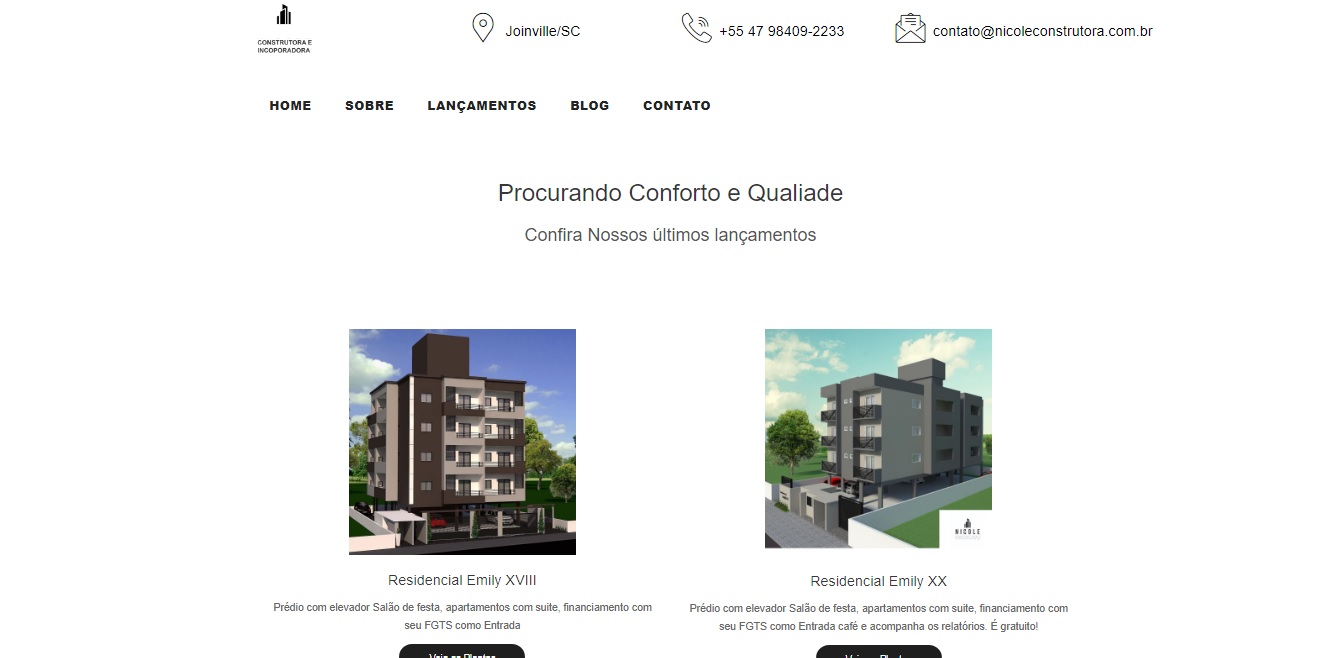 CONSTRUTORA E
INCOPORADORA
Joinville/SC
+55 47 98409-2233
contato@nicoleconstrutora.com.br
HOME SOBRE LANÇAMENTOS BLOG CONTATO
Procurando Conforto e Qualiade
Confira Nossos últimos lançamentos
NICOLE
Residencial Emily XVIII
Prédio com elevador Salão de festa, apartamentos com suite, financiamento com
seu FGTS como Entrada
Residencial Emily XX
Prédio com elevador Salão de festa, apartamentos com suite, financiamento com
seu FGTS como Entrada café e acompanha os relatórios. É gratuito!